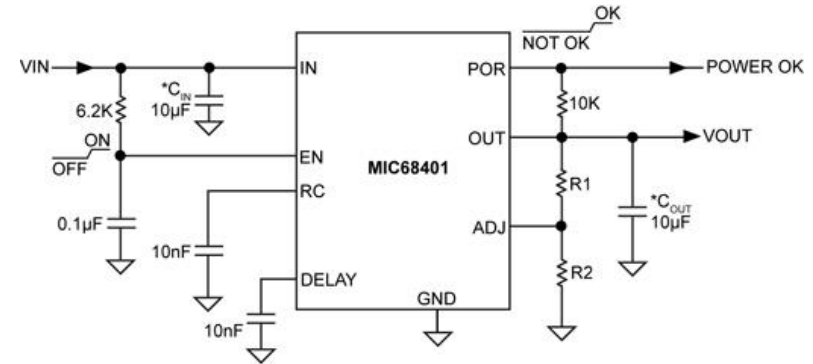 OK
NOT OK
VIN
IN
POR
POWER OK
*CIN
10µF
6.2K
10K
OUT
VOUT
ON
OFF
EN
MIC68401
RC
R1
*COUT
10µF
0.1µF
ADJ
10nF
DELAY
R2
GND
10nF